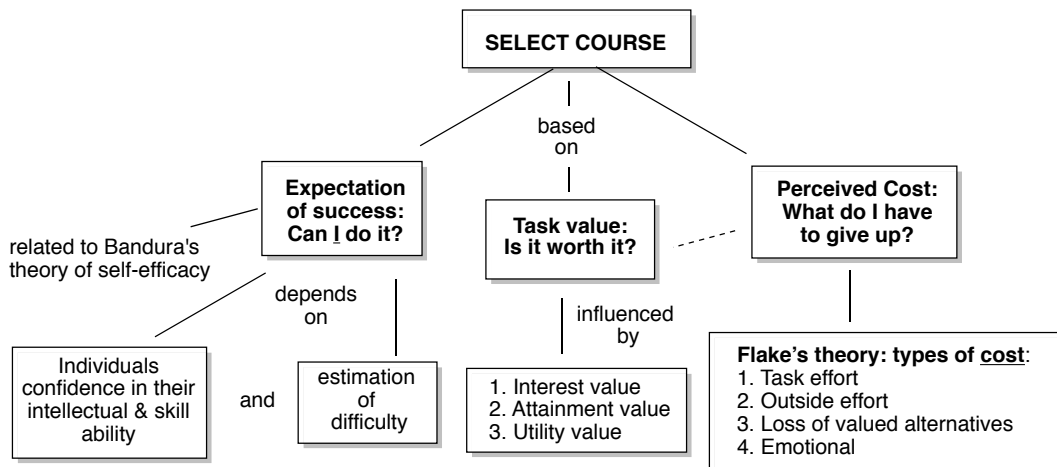 SELECT COURSE
based
on
Expectation
of success:
Can I do it?
Task value:
Is it worth it?
Perceived Cost:
What do I have
to give up?
related to Bandura's
theory of self-efficacy
depends
on
influenced
by
Individuals
confidence in their
intellectual & skill
ability
and
estimation
of
difficulty
1. Interest value
2. Attainment value
3. Utility value
Flake’s theory: types of cost:
1. Task effort
2. Outside effort
3. Loss of valued alternatives
4. Emotional